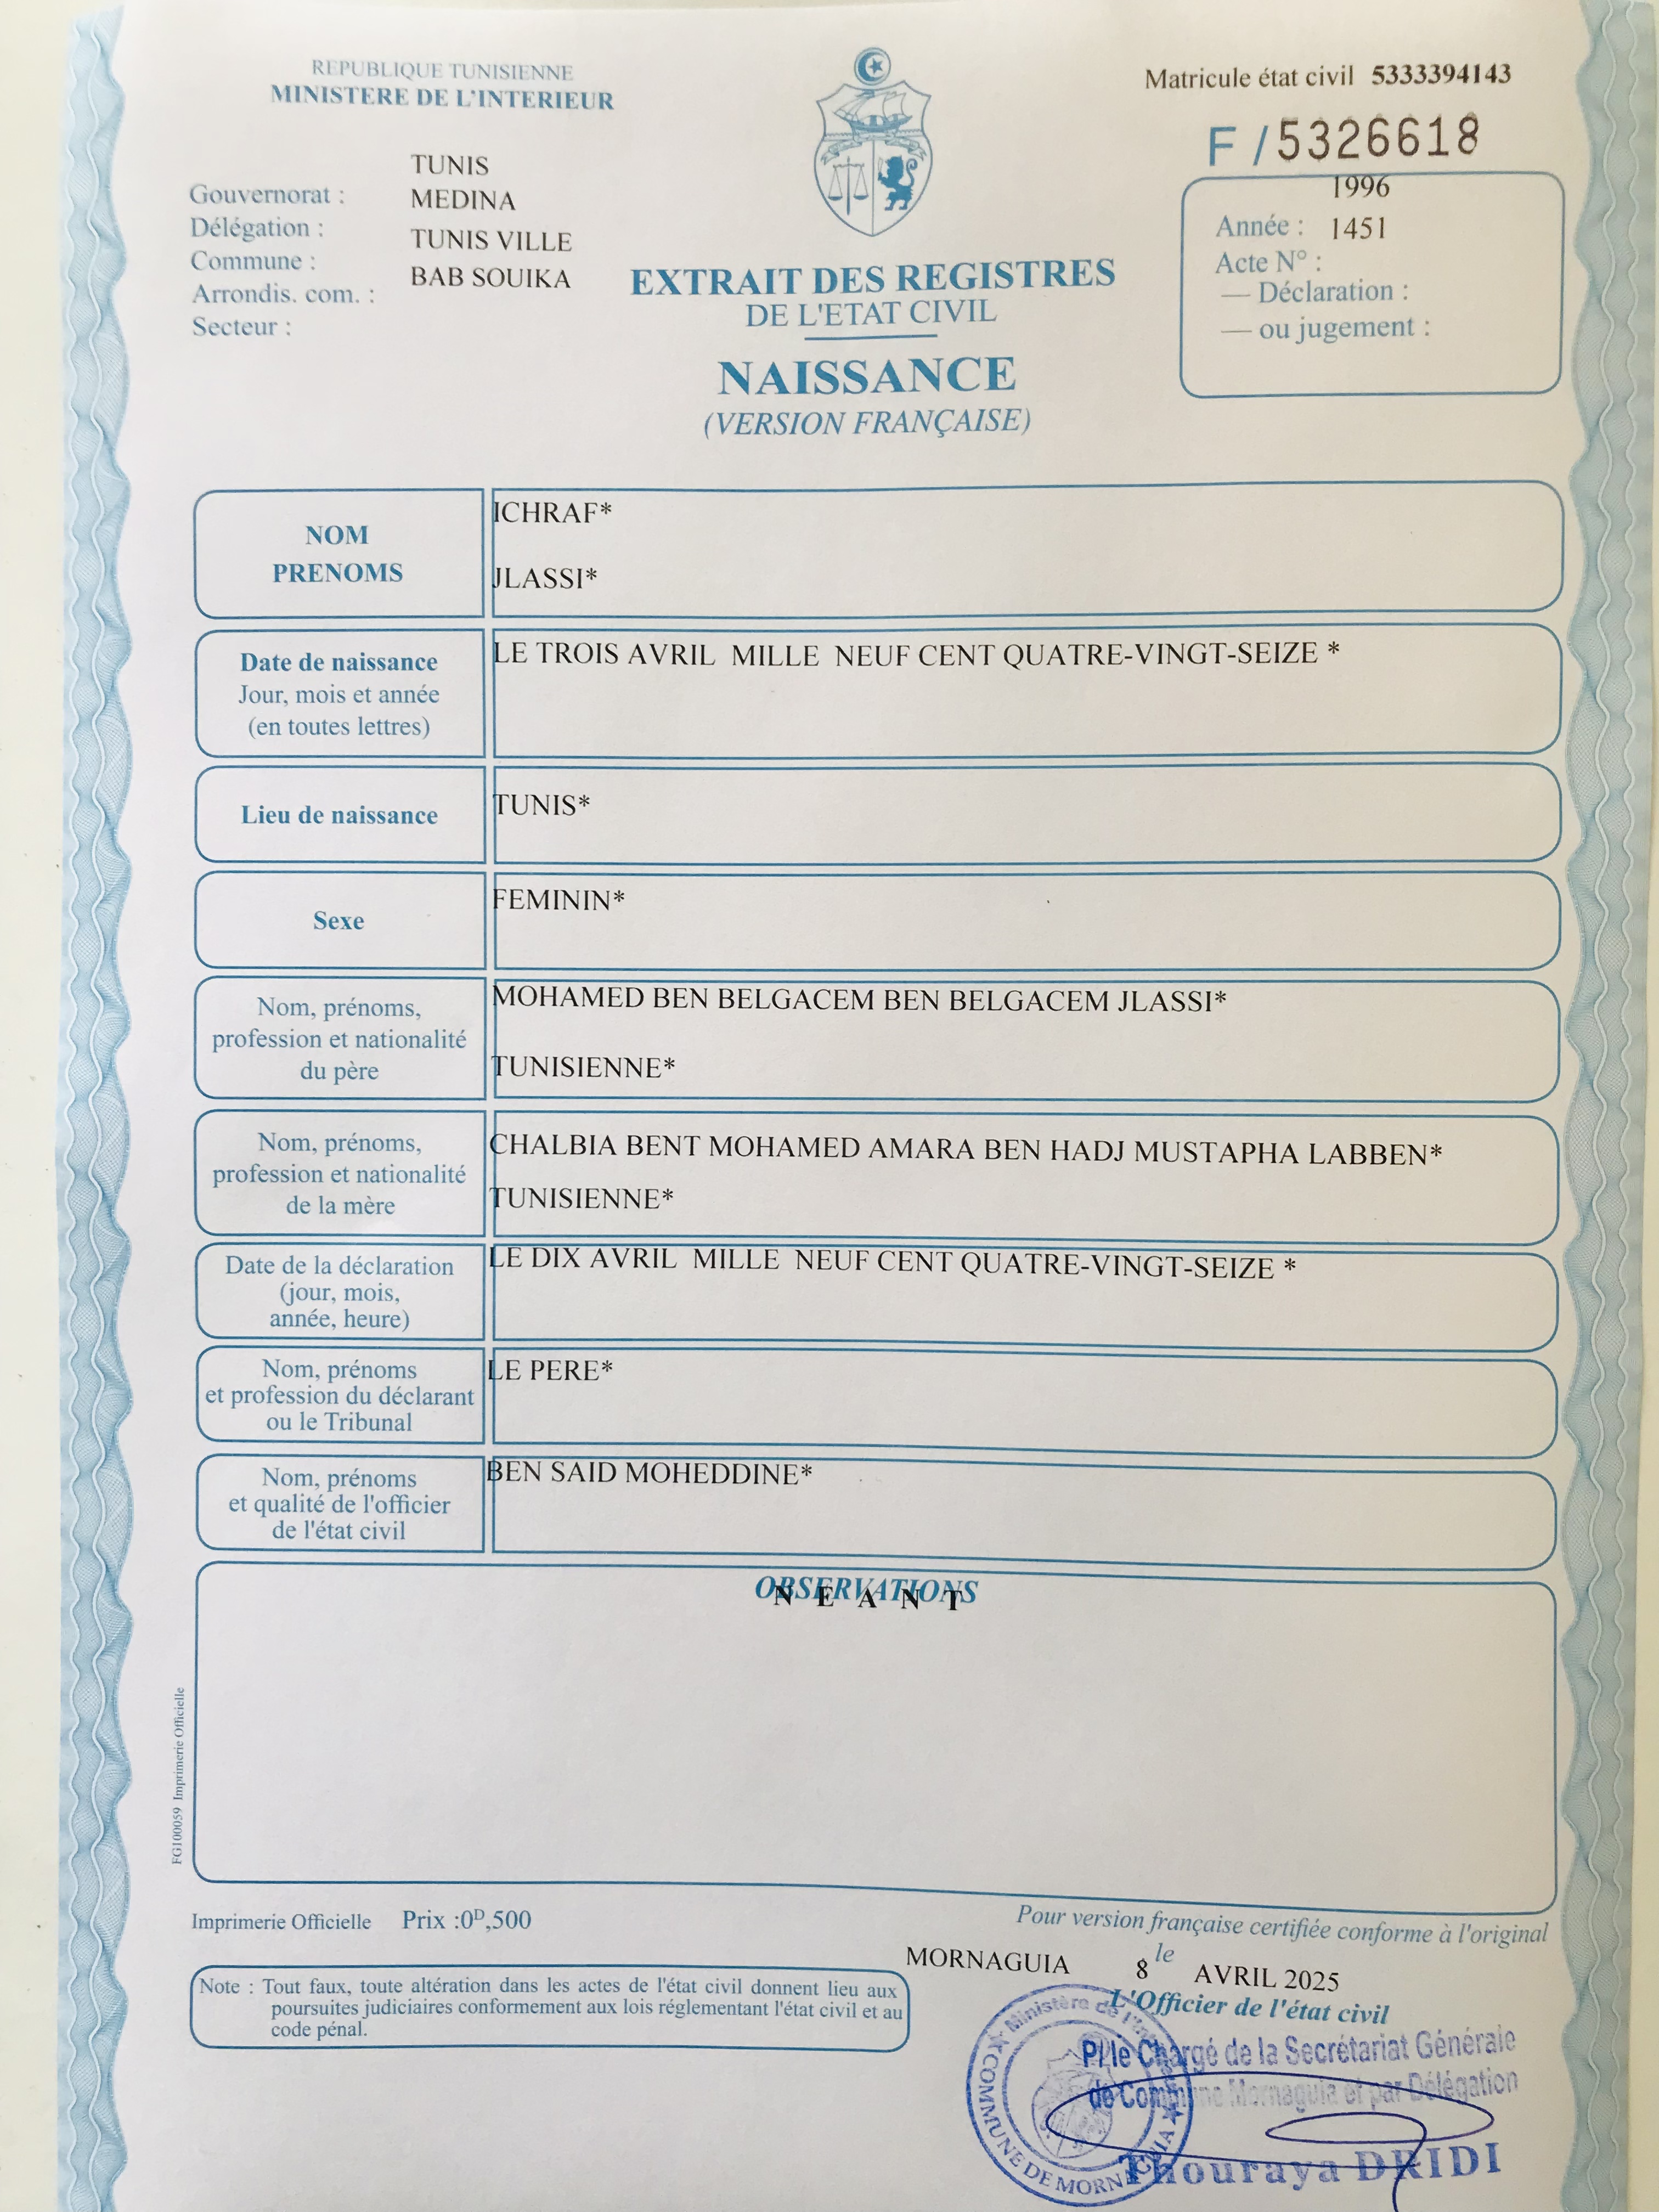 REPUBLIQUE TUNISIENNE
MINISTERE DE L'INTERIEUR
Matricule état civil 5333394143
F / 5326618
TUNIS
Gouvernorat :
MEDINA
Délégation :
TUNIS VILLE
Commune :
BAB SOUIKA
Arrondis. com. :
Secteur :
1996
Année : 1451
Acte N° :
— Déclaration :
— ou jugement :
EXTRAIT DES REGISTRES
DE L'ETAT CIVIL
NAISSANCE
(VERSION FRANÇAISE)
NOM
PRENOMS
ICHRAF*
JLASSI*
Date de naissance
Jour, mois et année
(en toutes lettres)
LE TROIS AVRIL MILLE NEUF CENT QUATRE-VINGT-SEIZE *
Lieu de naissance
TUNIS*
Sexe
FEMININ*
Nom, prénoms,
profession et nationalité
du père
MOHAMED BEN BELGACEM BEN BELGACEM JLASSI*
TUNISIENNE*
Nom, prénoms,
profession et nationalité
de la mère
CHALBIA BENT MOHAMED AMARA BEN HADJ MUSTAPHA LABBEN*
TUNISIENNE*
Date de la déclaration
(jour, mois,
année, heure)
LE DIX AVRIL MILLE NEUF CENT QUATRE-VINGT-SEIZE *
Nom, prénoms
et profession du déclarant
ou le Tribunal
LE PERE*
Nom, prénoms
et qualité de l'officier
de l'état civil
BEN SAID MOHEDDINE*
OBSERVATIONS
N E A N T
FG100059 Imprimerie Officielle
Imprimerie Officielle Prix :0D,500
Pour version française certifiée conforme à l'original
MORNAGUIA 8 le AVRIL 2025
L'Officier de l'état civil
Note : Tout faux, toute altération dans les actes de l'état civil donnent lieu aux
poursuites judiciaires conformement aux lois réglementant l'état civil et au
code pénal.
P/ le Chargé de la Secrétariat Générale
de Commune Mornaguia et par Délégation
Thouraya DRIDI
Ministère de l'Intérieur
COMMUNE DE MORNAGUIA